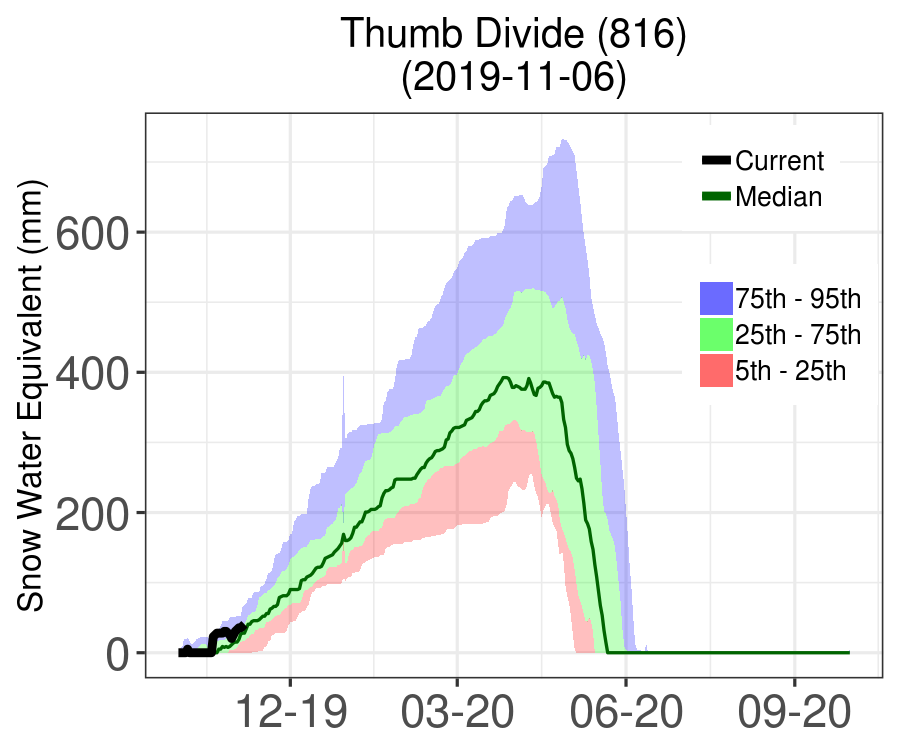 Thumb Divide (816)
(2019-11-06)
Snow Water Equivalent (mm)
600
400
200
0
12-19
03-20
06-20
09-20
Current
Median
75th - 95th
25th - 75th
5th - 25th